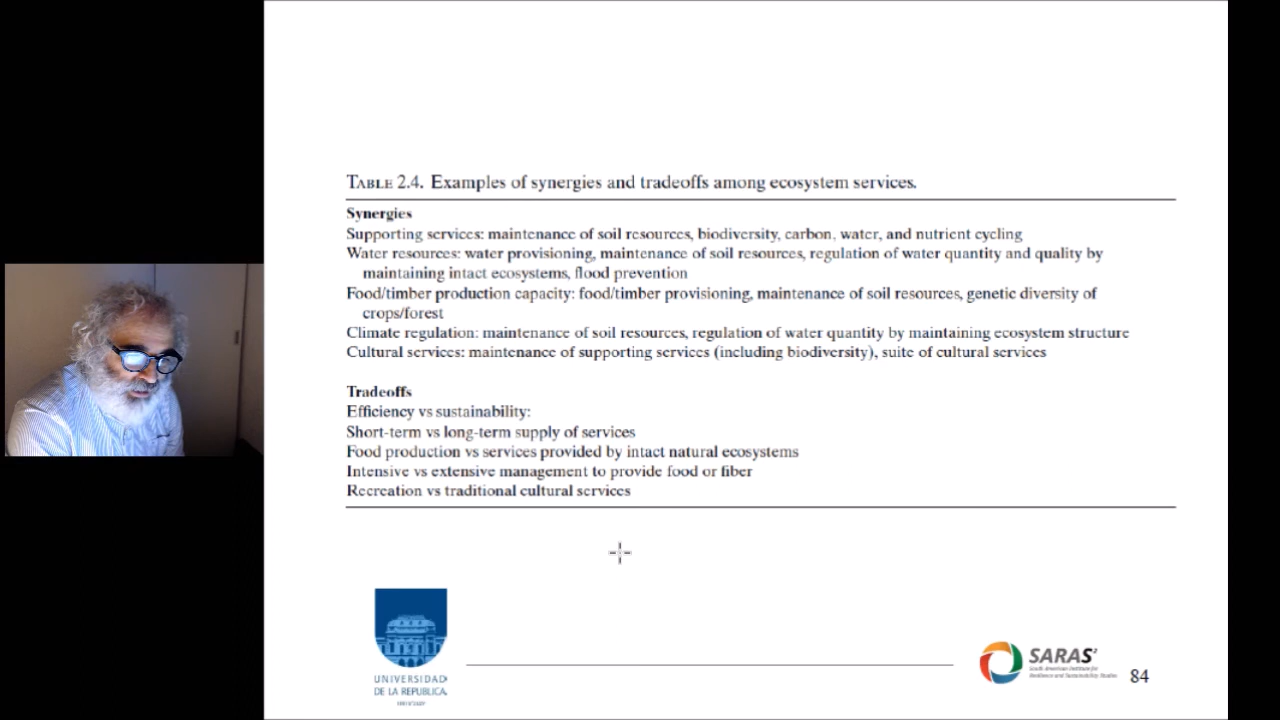 TABLE 2.4. Examples of synergies and tradeoffs among ecosystem services.
Synergies
Supporting services: maintenance of soil resources, biodiversity, carbon, water, and nutrient cycling
Water resources: water provisioning, maintenance of soil resources, regulation of water quantity and quality by
maintaining intact ecosystems, flood prevention
Food/timber production capacity: food/timber provisioning, maintenance of soil resources, genetic diversity of
crops/forest
Climate regulation: maintenance of soil resources, regulation of water quantity by maintaining ecosystem structure
Cultural services: maintenance of supporting services (including biodiversity), suite of cultural services
Tradeoffs
Efficiency vs sustainability:
Short-term vs long-term supply of services
Food production vs services provided by intact natural ecosystems
Intensive vs extensive management to provide food or fiber
Recreation vs traditional cultural services
UNIVERSIDAD
DE LA REPUBLICA
SARAS²
South American Institute for
Resilience and Sustainability Studies
84